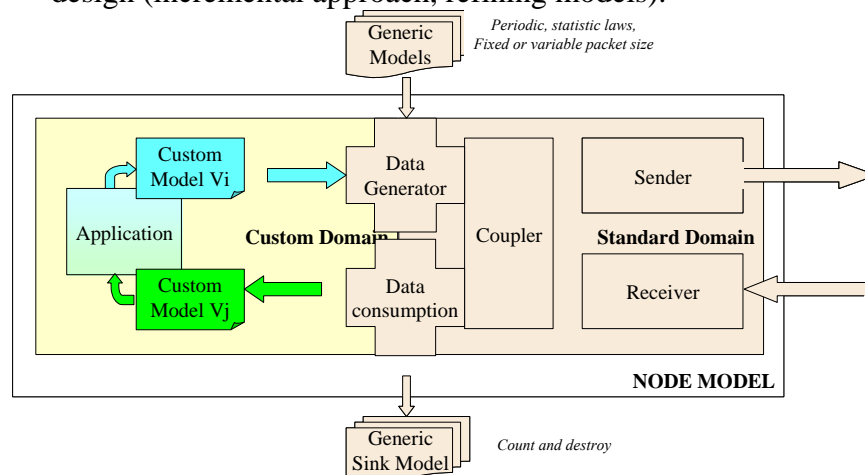 design (incremental approach, refining models).
Generic
Models
Periodic, statistic laws,
Fixed or variable packet size
Custom
Model Vi
Data
Generator
Sender
Application
Custom Domain
Coupler
Standard Domain
Custom
Model Vj
Data
consumption
Receiver
NODE MODEL
Generic
Sink Model
Count and destroy